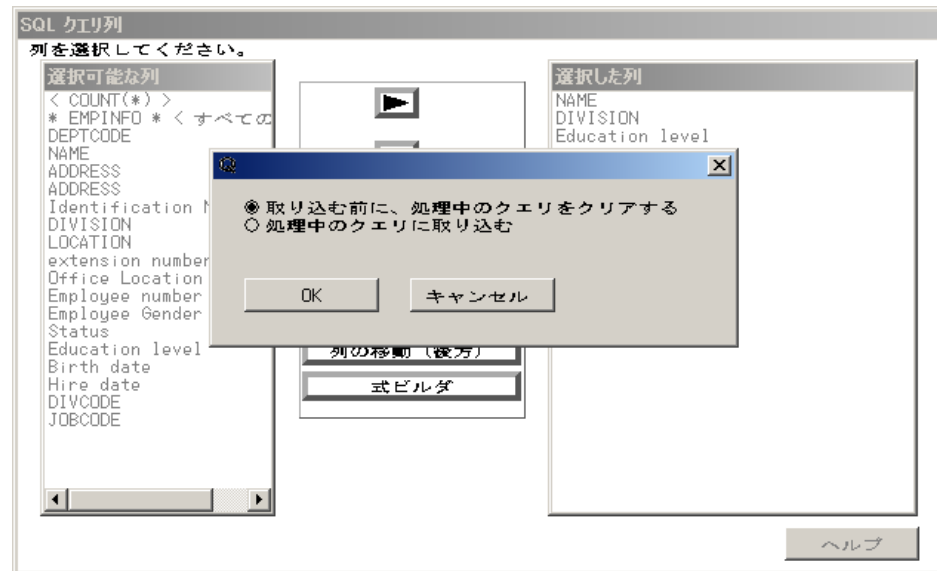 SQL クエリ列
列を選択してください。
選択可能な列
< COUNT(*) >
* EMPINFO * < すべての
DEPTCODE
NAME
ADDRESS
ADDRESS
Identification
DIVISION
LOCATION
extension number
Office Location
Employee number
Employee Gender
Status
Education level
Birth date
Hire date
DIVCODE
JOBCODE
取り込む前に、処理中のクエリをクリアする
処理中のクエリに取り込む
OK
キャンセル
列の移動（後方）
式ビルダ
選択した列
NAME
DIVISION
Education level
ヘルプ